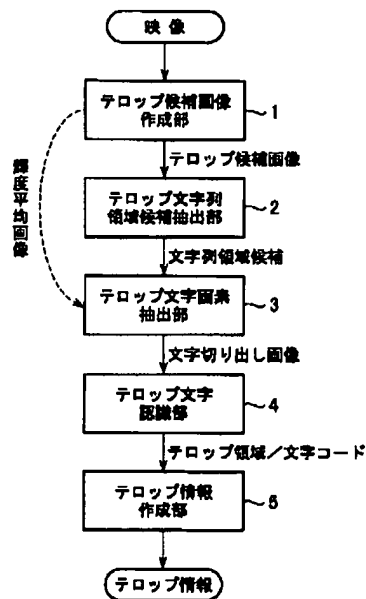 映像
テロップ候補画像
作成部
1
テロップ候補画像
テロップ文字列
領域候補抽出部
2
輝度平均画像
文字列領域候補
テロップ文字画素
抽出部
3
文字切り出し画像
テロップ文字
認識部
4
テロップ領域/文字コード
テロップ情報
作成部
5
テロップ情報